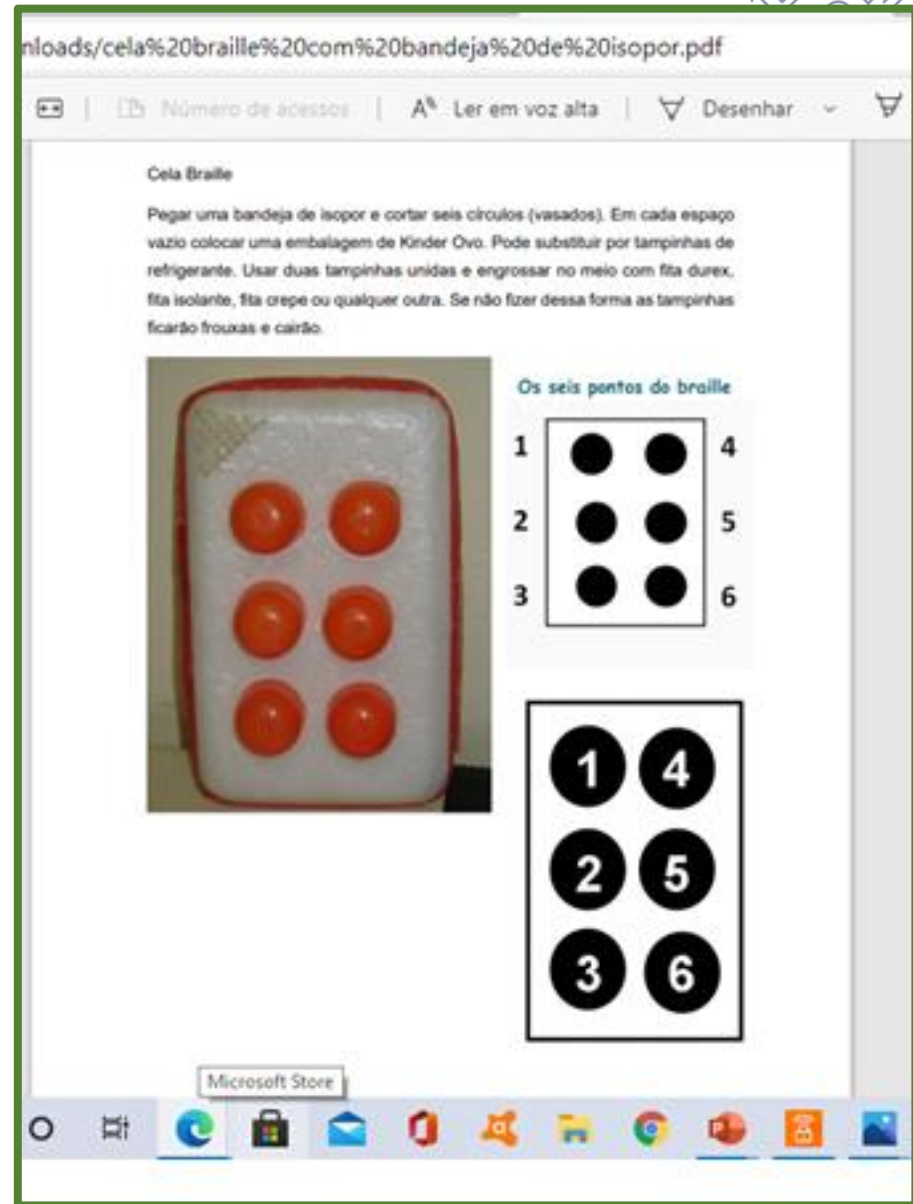 nloads/cela%20braille%20com%20bandeja%20de%20isopor.pdf
Número de acessos | A Ler em voz alta | Desenhar
Cela Braille
Pegar uma bandeja de isopor e cortar seis círculos (vasados). Em cada espaço
vazio colocar uma embalagem de Kinder Ovo. Pode substituir por tampinhas de
refrigerante. Usar duas tampinhas unidas e engrossar no meio com fita durex,
fita isolante, fita crepe ou qualquer outra. Se não fizer dessa forma as tampinhas
ficarão frouxas e cairão.
Os seis pontos do braille
1 4
2 5
3 6
1 4
2 5
3 6
Microsoft Store